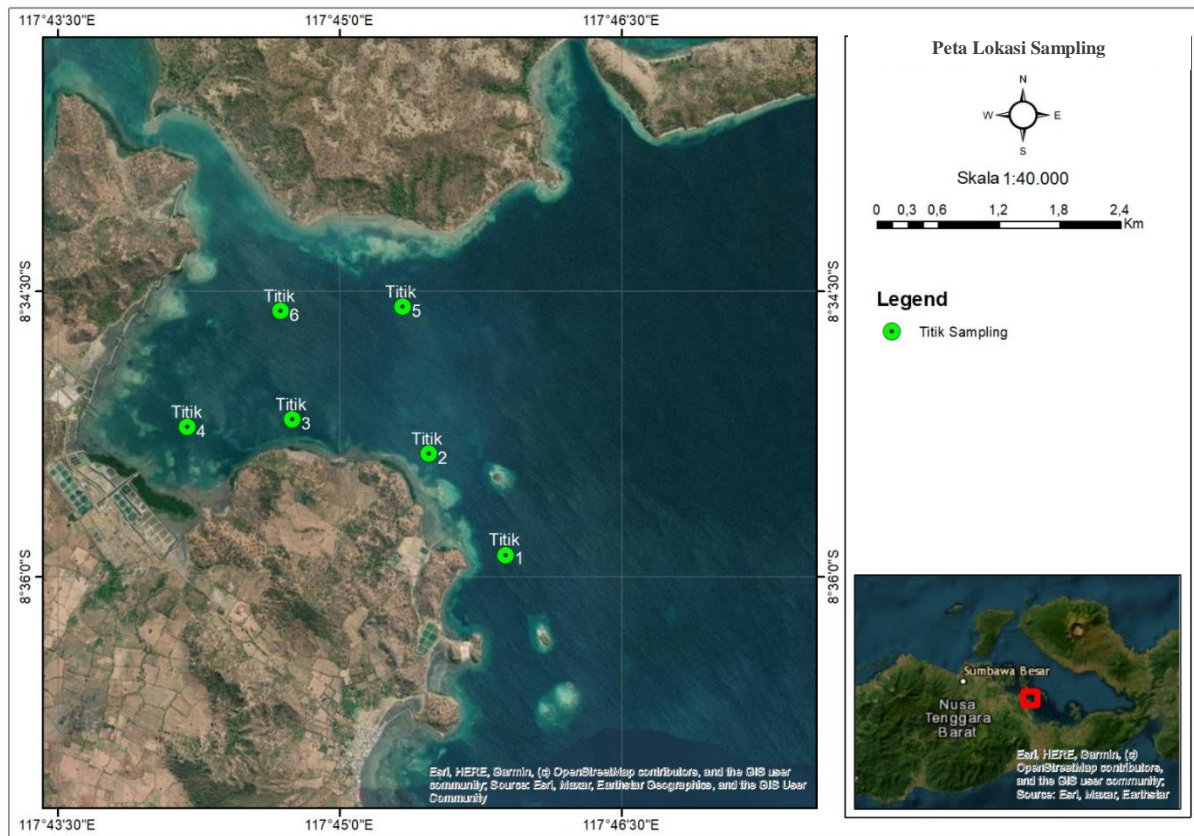 117°43'30"E
117°45'0"E
117°46'30"E
8°34'30"S
8°36'0"S
Titik
6
Titik
5
Titik
4
Titik
3
Titik
2
Titik
1
Esri, HERE, Garmin, (c) OpenStreetMap contributors, and the GIS user
community; Source: Esri, Maxar, Earthstar Geographics, and the GIS User
Community
8°34'30"S
8°36'0"S
117°43'30"E
117°45'0"E
117°46'30"E
Peta Lokasi Sampling
N
W
E
S
Skala 1:40.000
0 0,3 0,6 1,2 1,8 2,4
Km
Legend
Titik Sampling
Sumbawa Besar
Nusa
Tenggara
Barat
Esri, HERE, Garmin, (c)
OpenStreetMap contributors,
and the GIS user community;
Source: Esri, Maxar, Earthstar